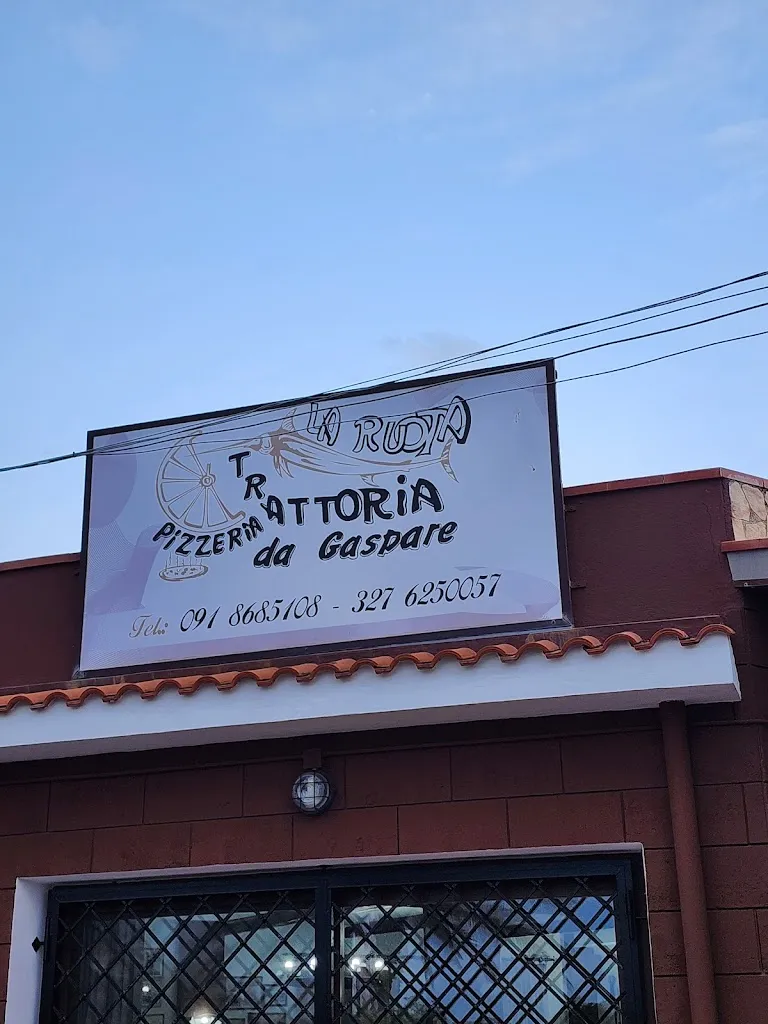 LA RUOTA
TRATTORIA
PIZZERIA
da Gaspare
Tel.: 091 8685108 - 327 6250057